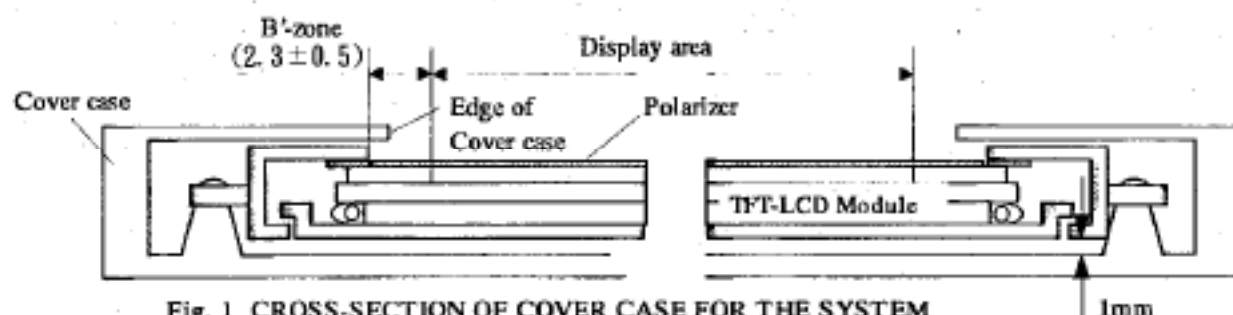 B'-zone
(2.3±0.5)
Display area
Cover case
Edge of
Cover case
Polarizer
TFT-LCD Module
Fig. 1 CROSS-SECTION OF COVER CASE FOR THE SYSTEM
1mm